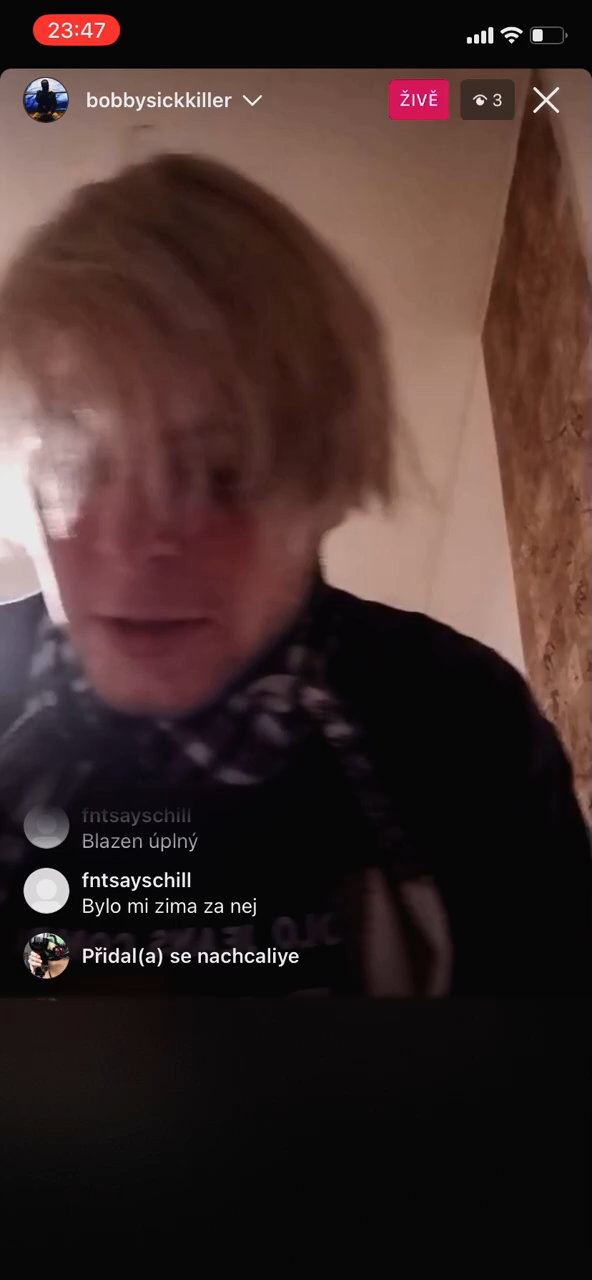 23:47
bobbysickkiller
ŽIVĚ
3
fntsayschill
Blazen úplný
fntsayschill
Bylo mi zima za nej
Přidal(a) se nachcaliye